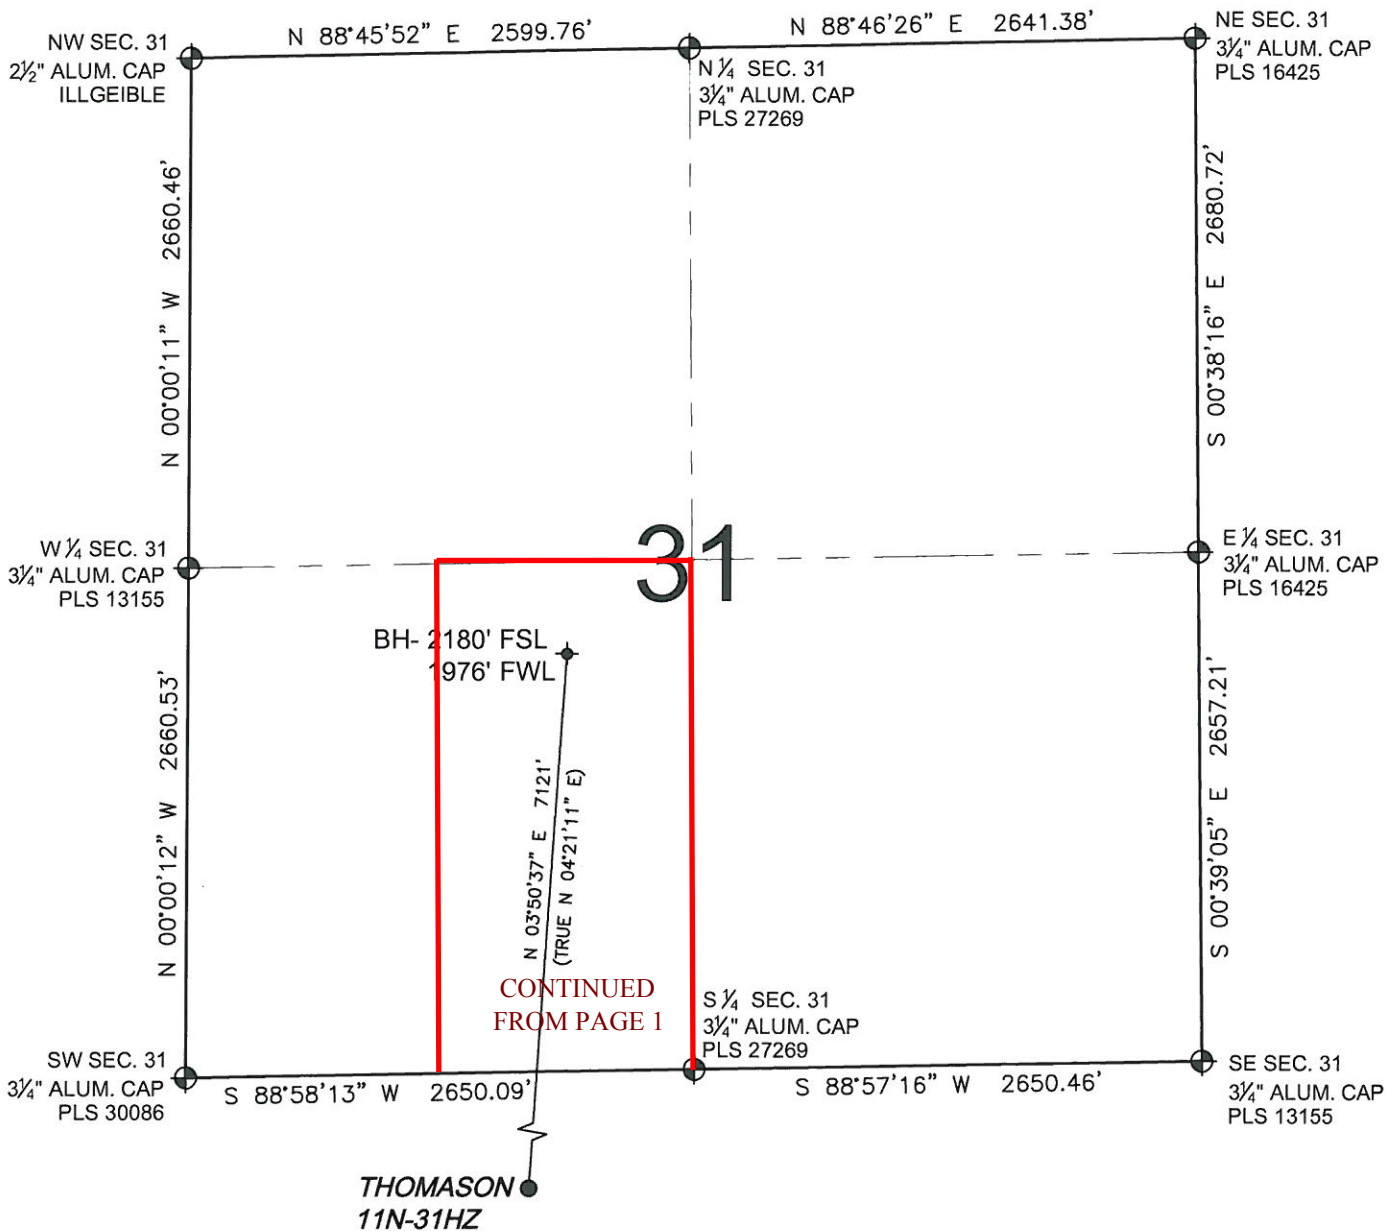 NW SEC. 31
2½" ALUM. CAP
ILLGEIBLE
N 88°45'52" E 2599.76'
N 88°46'26" E 2641.38'
NE SEC. 31
3¼" ALUM. CAP
PLS 16425
N ¼ SEC. 31
3¼" ALUM. CAP
PLS 27269
N 00°00'11" W 2660.46'
S 00°38'16" E 2680.72'
W ¼ SEC. 31
3¼" ALUM. CAP
PLS 13155
31
E ¼ SEC. 31
3¼" ALUM. CAP
PLS 16425
BH- 2180' FSL
1976' FWL
N 00°00'12" W 2660.53'
N 03°50'37" E 7121'
(TRUE N 04°21'11" E)
S 00°39'05" E 2657.21'
CONTINUED
FROM PAGE 1
S ¼ SEC. 31
3¼" ALUM. CAP
PLS 27269
SW SEC. 31
3¼" ALUM. CAP
PLS 30086
S 88°58'13" W 2650.09'
S 88°57'16" W 2650.46'
SE SEC. 31
3¼" ALUM. CAP
PLS 13155
THOMASON
11N-31HZ